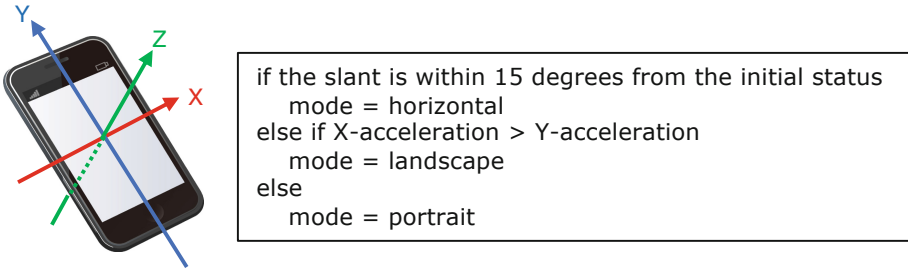 Y
Z
X
if the slant is within 15 degrees from the initial status
mode = horizontal
else if X-acceleration > Y-acceleration
mode = landscape
else
mode = portrait